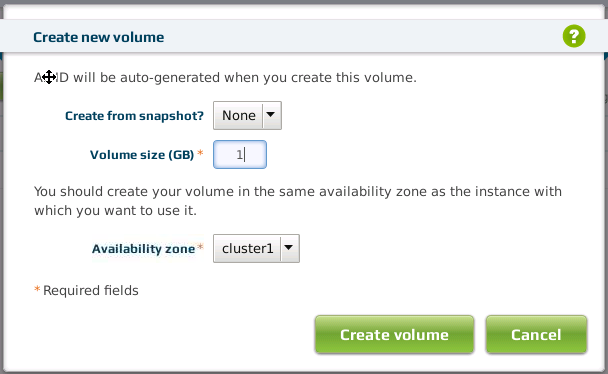 Create new volume ?
A ID will be auto-generated when you create this volume.
Create from snapshot? None
Volume size (GB) * 1
You should create your volume in the same availability zone as the instance with
which you want to use it.
Availability zone * cluster1
* Required fields
Create volume Cancel